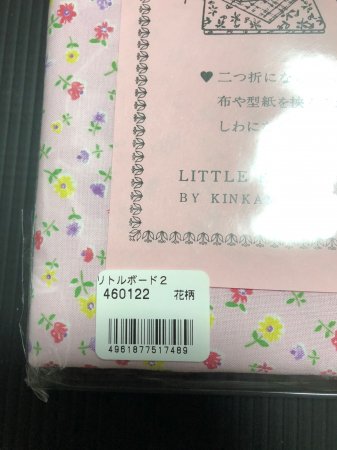 ♥ 二つ折にな
布や型紙を挟
しわに
LITTLE
BY KINKA
リトルボード2
460122 花柄
4961877517489